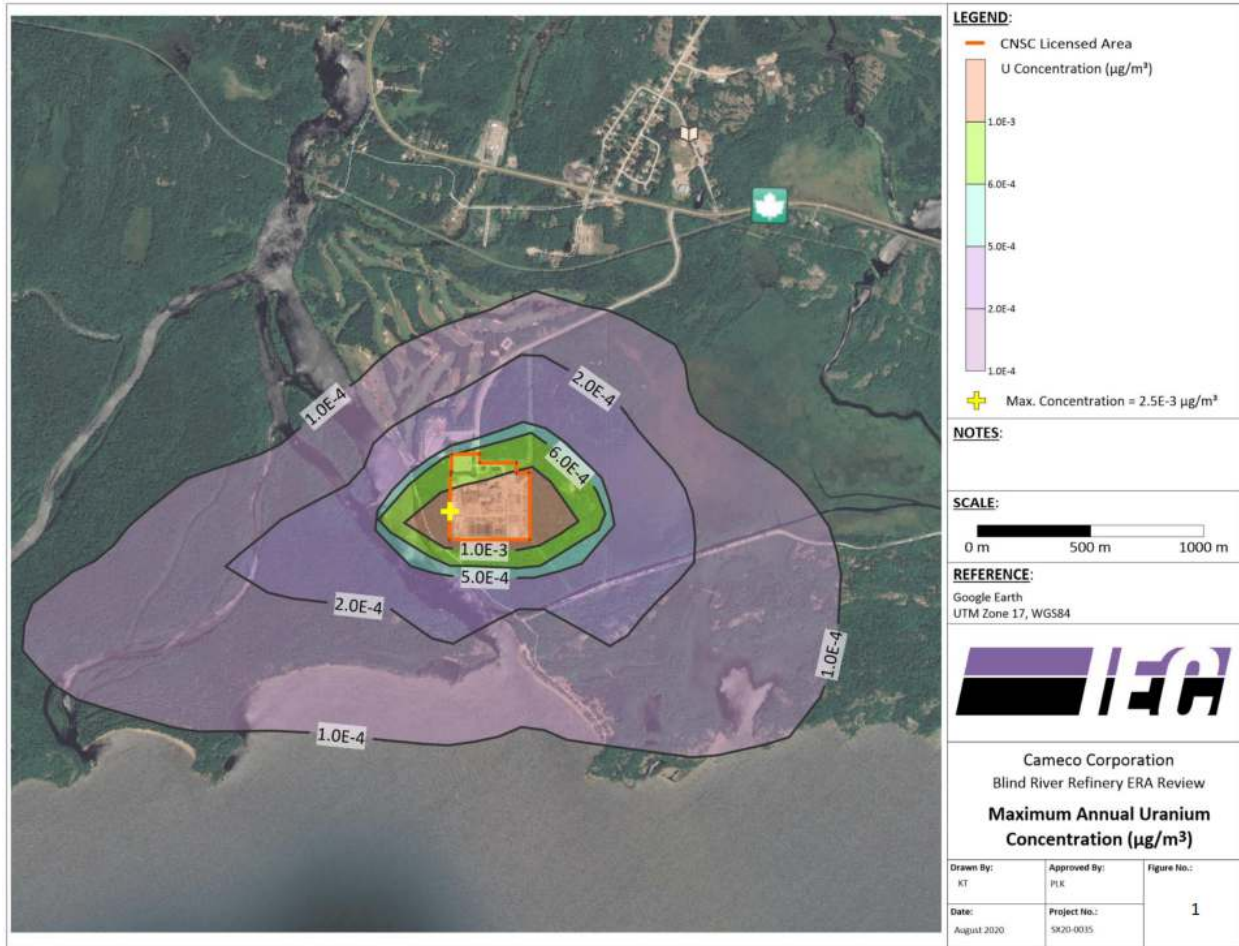 1.0E-4
2.0E-4
6.0E-4
1.0E-3
5.0E-4
2.0E-4
1.0E-4
1.0E-4
LEGEND:
CNSC Licensed Area
U Concentration (µg/m³)
1.0E-3
6.0E-4
5.0E-4
2.0E-4
1.0E-4
Max. Concentration = 2.5E-3 µg/m³
NOTES:
SCALE:
0 m 500 m 1000 m
REFERENCE:
Google Earth
UTM Zone 17, WGS84
IEC
Cameco Corporation
Blind River Refinery ERA Review
Maximum Annual Uranium
Concentration (µg/m³)
Drawn By: Approved By: Figure No.:
KT PLK 1
Date: Project No.:
August 2020 SX20-0035